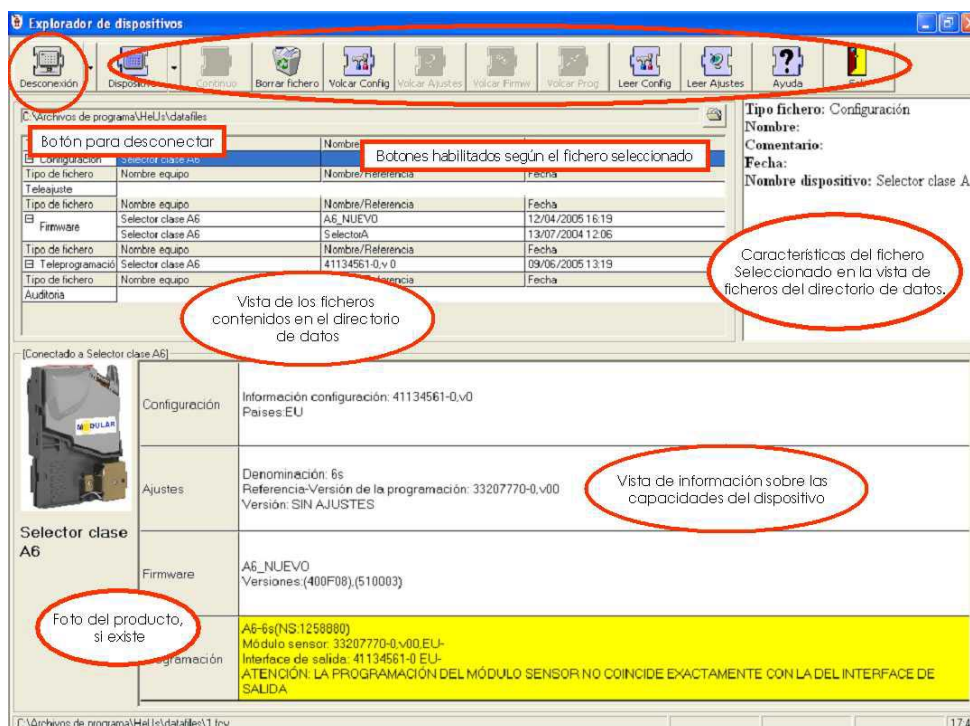 Explorador de dispositivos
Desconexión
Continuo
Borrar fichero
Volcar Config
Volcar Ajustes
Volcar Firmw
Volcar Prog
Leer Config
Leer Ajustes
Ayuda
C:\Archivos de programa\HeUs\datafiles
Botón para desconectar
Botones habilitados según el fichero seleccionado
Configuración Selector clase A6
Tipo de fichero Nombre equipo Nombre/Referencia Fecha
Teleajuste
Tipo de fichero Nombre equipo Nombre/Referencia Fecha
Firmware
Selector clase A6 A6_NUEVO 12/04/2005 16:19
Selector clase A6 SelectorA 13/07/2004 12:06
Tipo de fichero Nombre equipo Nombre/Referencia Fecha
Teleprogramació Selector clase A6 41134561-0,v 0 09/06/2005 13:19
Tipo de fichero Nombre equipo Fecha
Auditoria
Vista de los ficheros
contenidos en el directorio
de datos
Tipo fichero: Configuración
Nombre:
Comentario:
Fecha:
Nombre dispositivo: Selector clase A
Características del fichero
Seleccionado en la vista de
ficheros del directorio de datos.
[Conectado a Selector clase A6]
MODULAR
Selector clase
A6
Foto del producto,
si existe
Configuración
Información configuración: 41134561-0,v0
Paises:EU
Ajustes
Denominación: 6s
Referencia-Versión de la programación: 33207770-0,v00
Versión: SIN AJUSTES
Vista de información sobre las
capacidades del dispositivo
Firmware
A6_NUEVO
Versiones:(400F08),(510003)
A6-6s(NS:1258880)
Módulo sensor: 33207770-0,v00,EU-
Interface de salida: 41134561-0 EU-
ATENCIÓN: LA PROGRAMACIÓN DEL MÓDULO SENSOR NO COINCIDE EXACTAMENTE CON LA DEL INTERFACE DE
SALIDA
C:\Archivos de programa\HeUs\datafiles\1.tcv
17:4